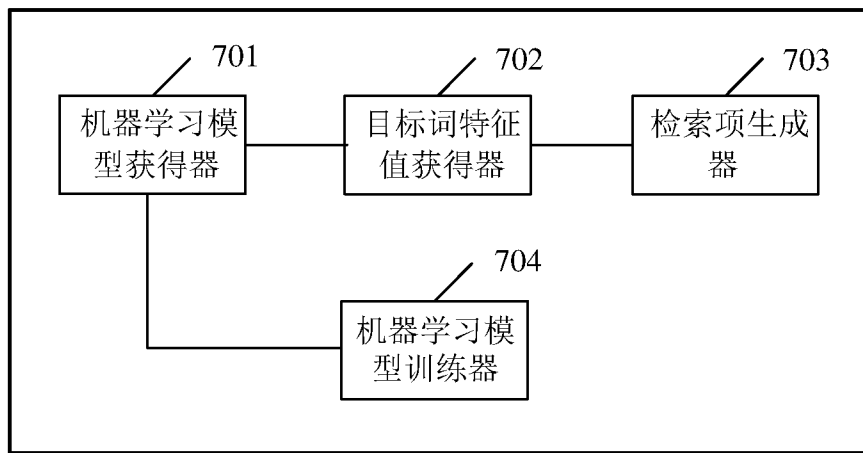 701
机器学习模
型获得器
702
目标词特征
值获得器
703
检索项生成
器
704
机器学习模
型训练器